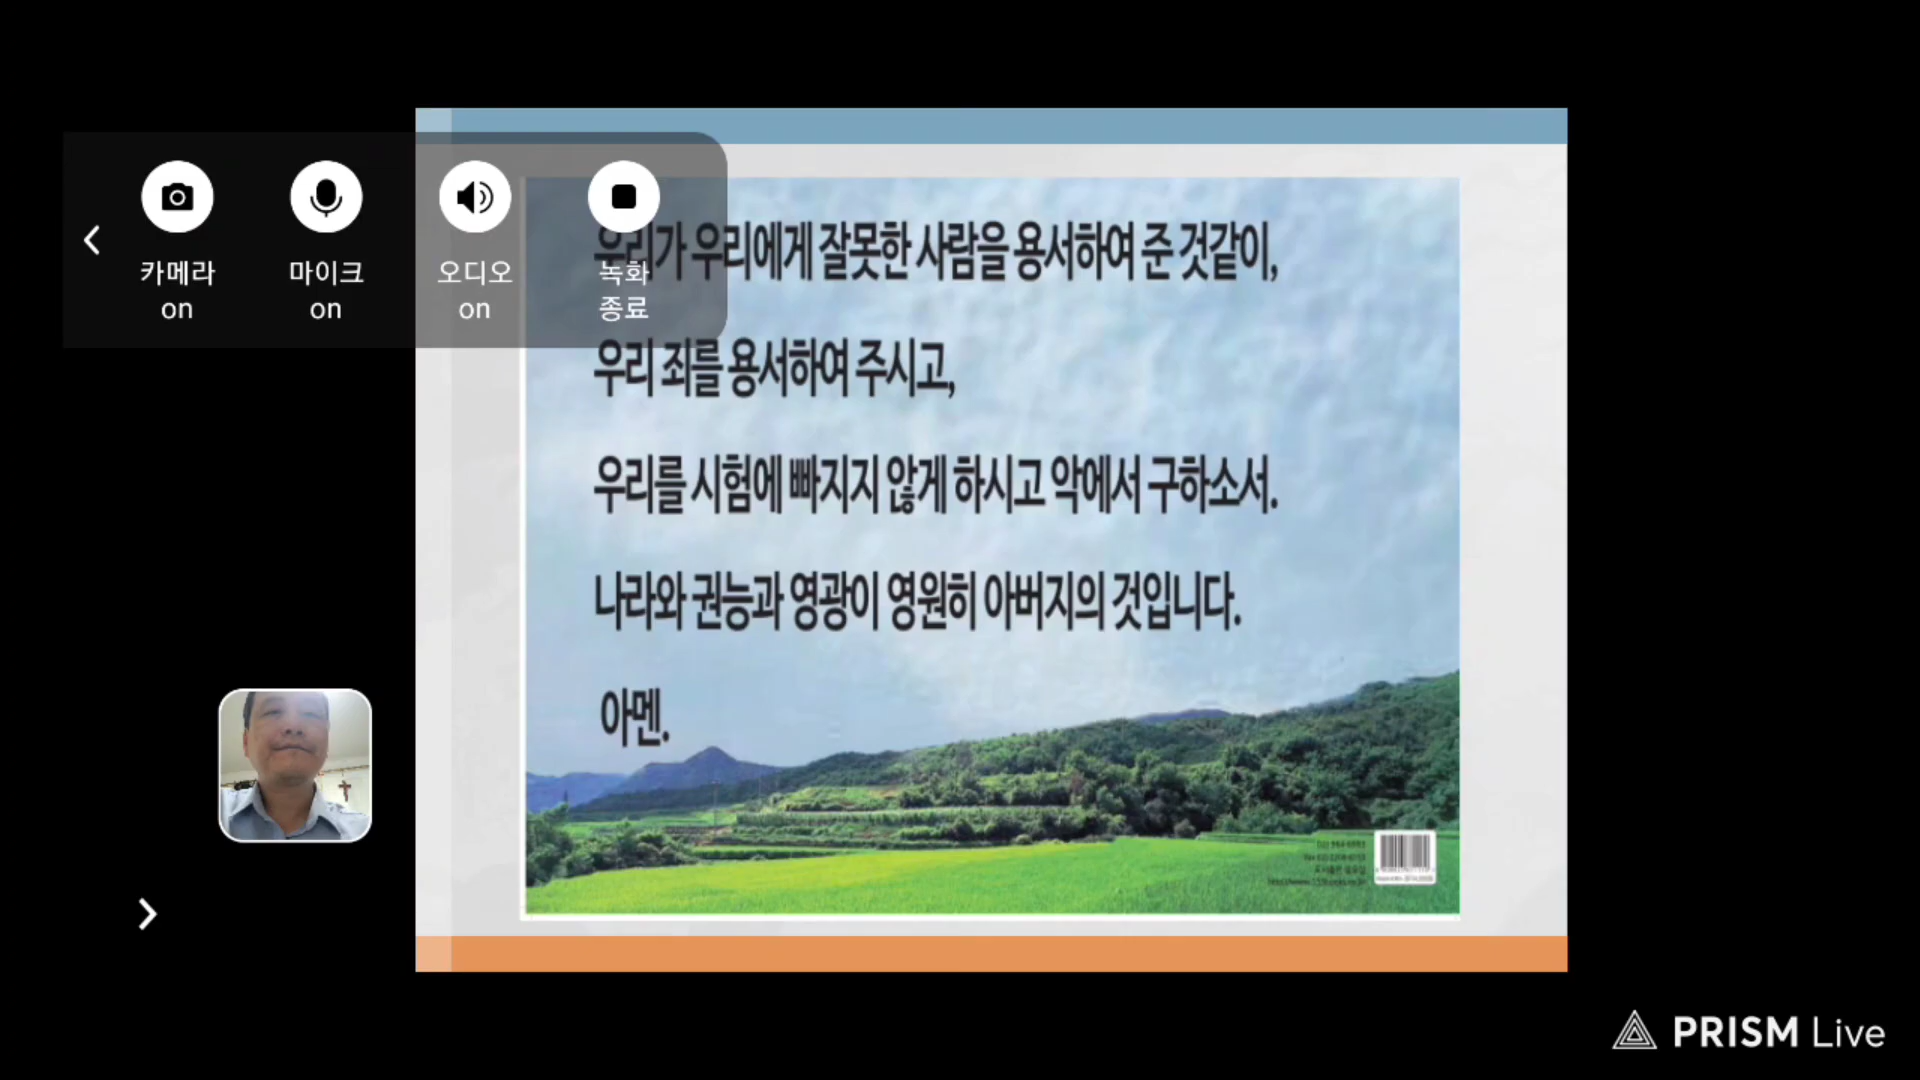 카메라
on
마이크
on
오디오
on
녹화
종료
우리가 우리에게 잘못한 사람을 용서하여 준 것같이,
우리 죄를 용서하여 주시고,
우리를 시험에 빠지지 않게 하시고 악에서 구하소서.
나라와 권능과 영광이 영원히 아버지의 것입니다.
아멘.
PRISM Live